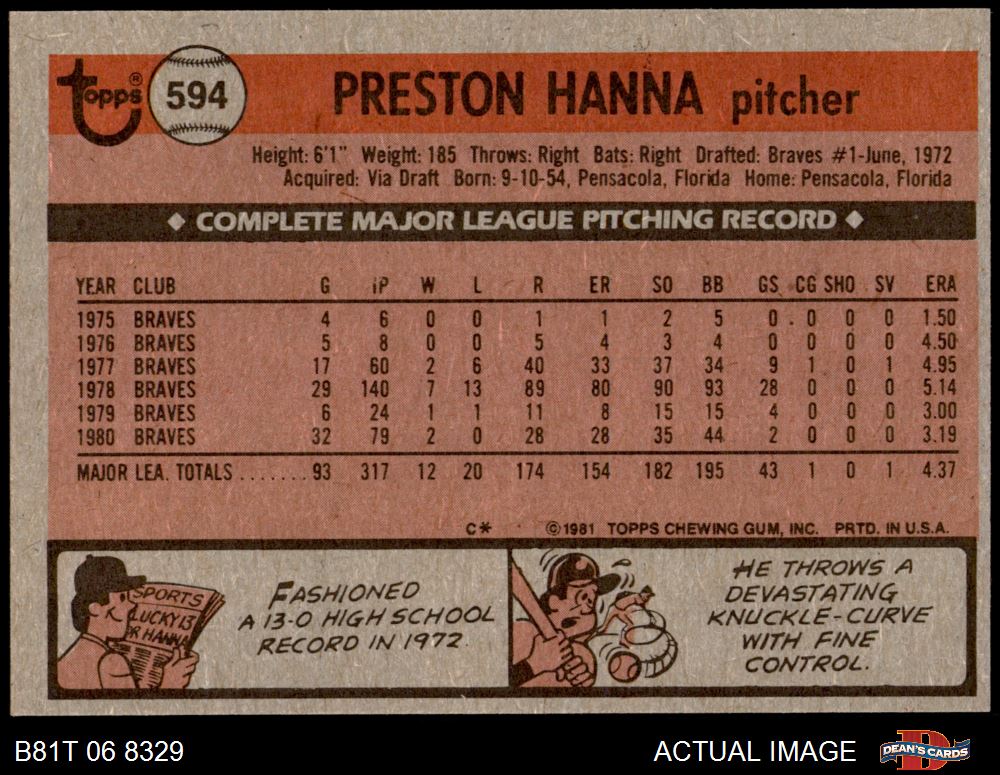 Topps®
594
PRESTON HANNA pitcher
Height: 6'1" Weight: 185 Throws: Right Bats: Right Drafted: Braves #1-June, 1972
Acquired: Via Draft Born: 9-10-54, Pensacola, Florida Home: Pensacola, Florida
◆ COMPLETE MAJOR LEAGUE PITCHING RECORD ◆
YEAR CLUB G IP W L R ER SO BB GS CG SHO SV ERA
1975 BRAVES 4 6 0 0 1 1 2 5 0 0 0 0 1.50
1976 BRAVES 5 8 0 0 5 4 3 4 0 0 0 0 4.50
1977 BRAVES 17 60 2 6 40 33 37 34 9 1 0 1 4.95
1978 BRAVES 29 140 7 13 89 80 90 93 28 0 0 0 5.14
1979 BRAVES 6 24 1 1 11 8 15 15 4 0 0 0 3.00
1980 BRAVES 32 79 2 0 28 28 35 44 2 0 0 0 3.19
MAJOR LEA. TOTALS ....... 93 317 12 20 174 154 182 195 43 1 0 1 4.37
C* ©1981 TOPPS CHEWING GUM, INC. PRTD. IN U.S.A.
SPORTS
LUCKY 13
OR HANNA
FASHIONED
A 13-0 HIGH SCHOOL
RECORD IN 1972.
HE THROWS A
DEVASTATING
KNUCKLE-CURVE
WITH FINE
CONTROL.
B81T 06 8329
ACTUAL IMAGE
DEAN'S CARDS